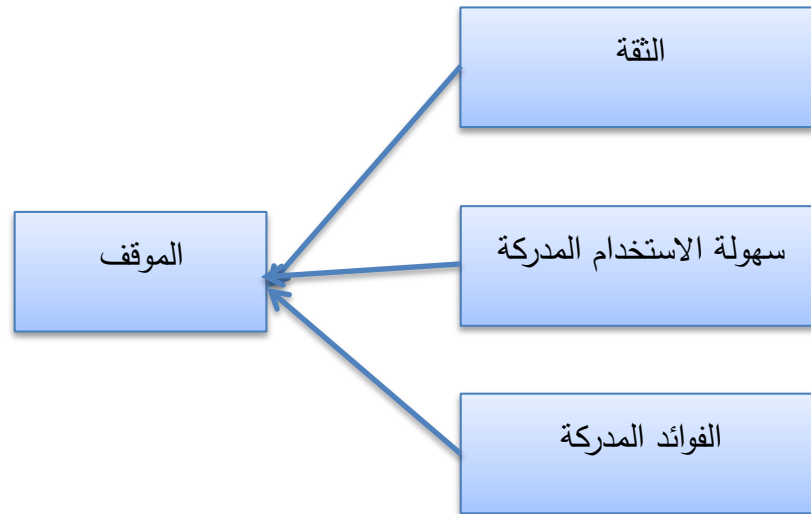 الثقة
سهولة الاستخدام المدركة
الموقف
الفوائد المدركة